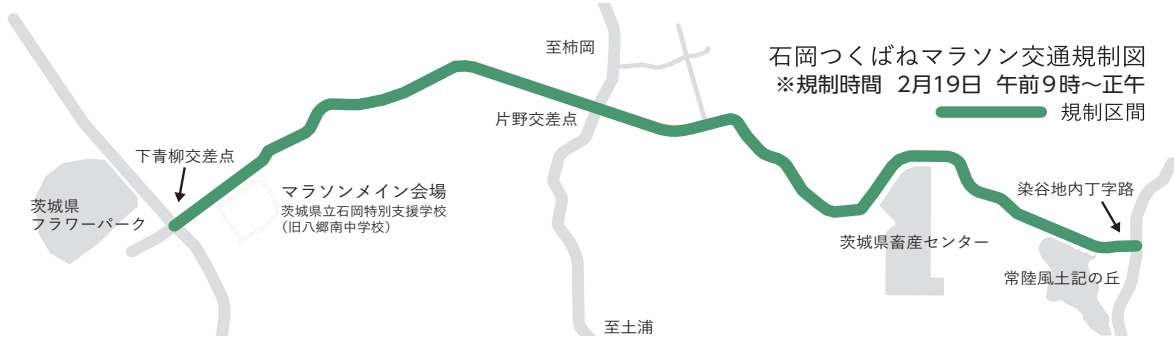 石岡つくばねマラソン交通規制図
※規制時間 2月19日 午前9時〜正午
規制区間
至柿岡
片野交差点
下青柳交差点
マラソンメイン会場
茨城県立石岡特別支援学校
(旧八郷南中学校)
茨城県
フラワーパーク
染谷地内丁字路
茨城県畜産センター
常陸風土記の丘
至土浦